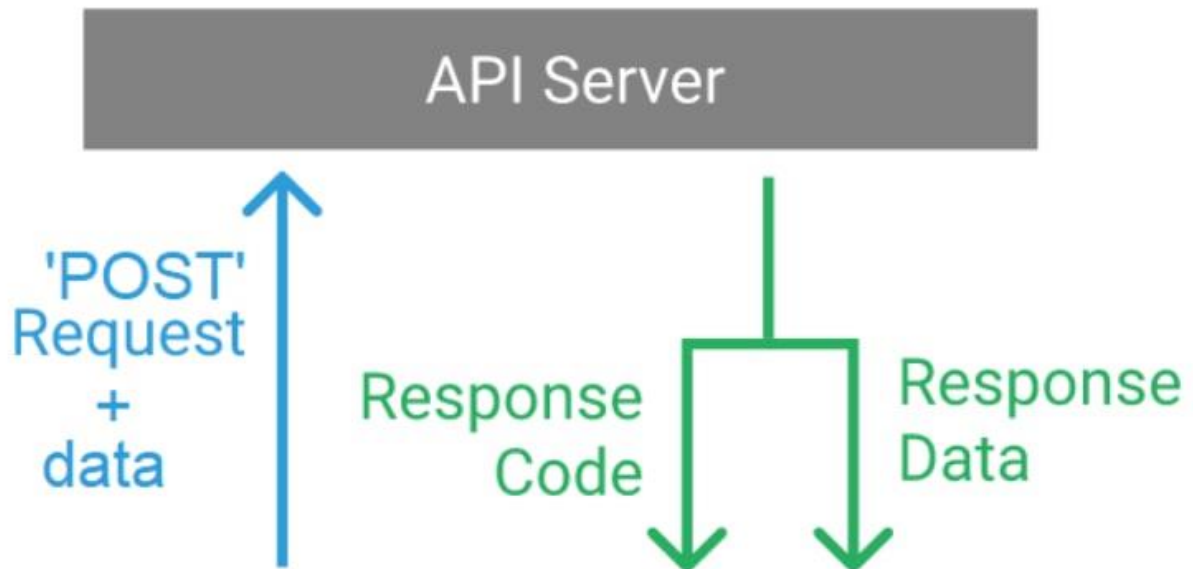 API Server
'POST'
Request
+
data
Response
Code
Response
Data